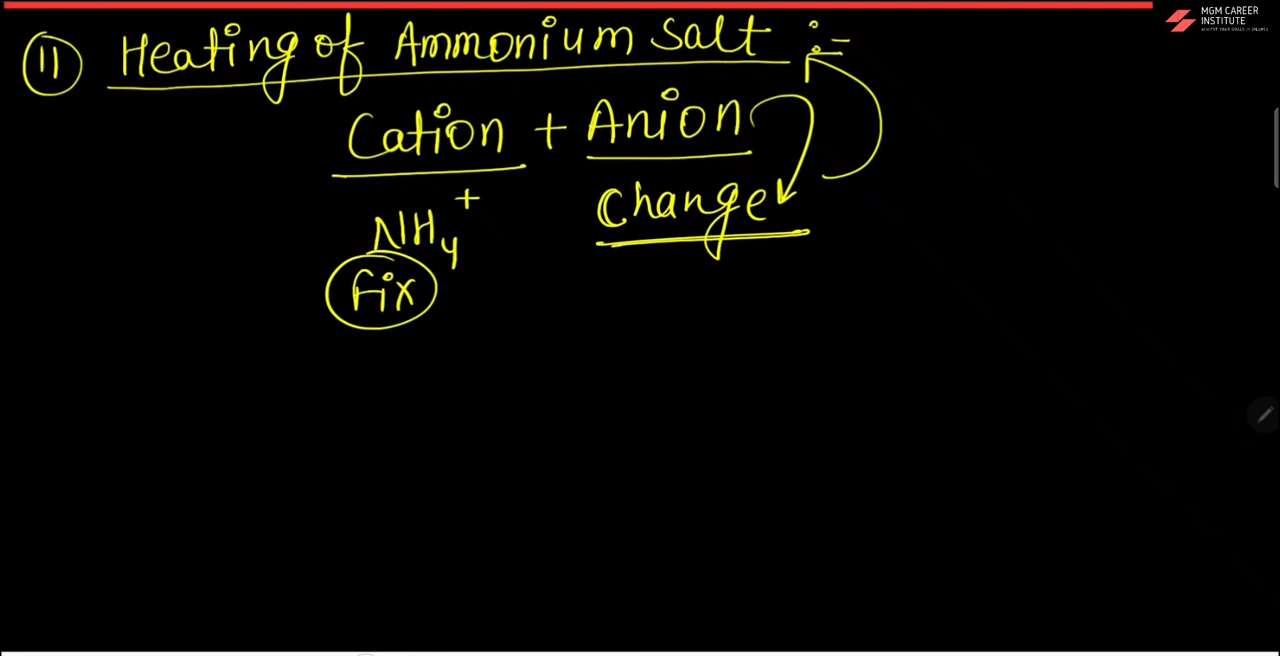 MGM CAREER
INSTITUTE
11 Heating of Ammonium Salt :-
Cation + Anion
NH4+ Change
Fix